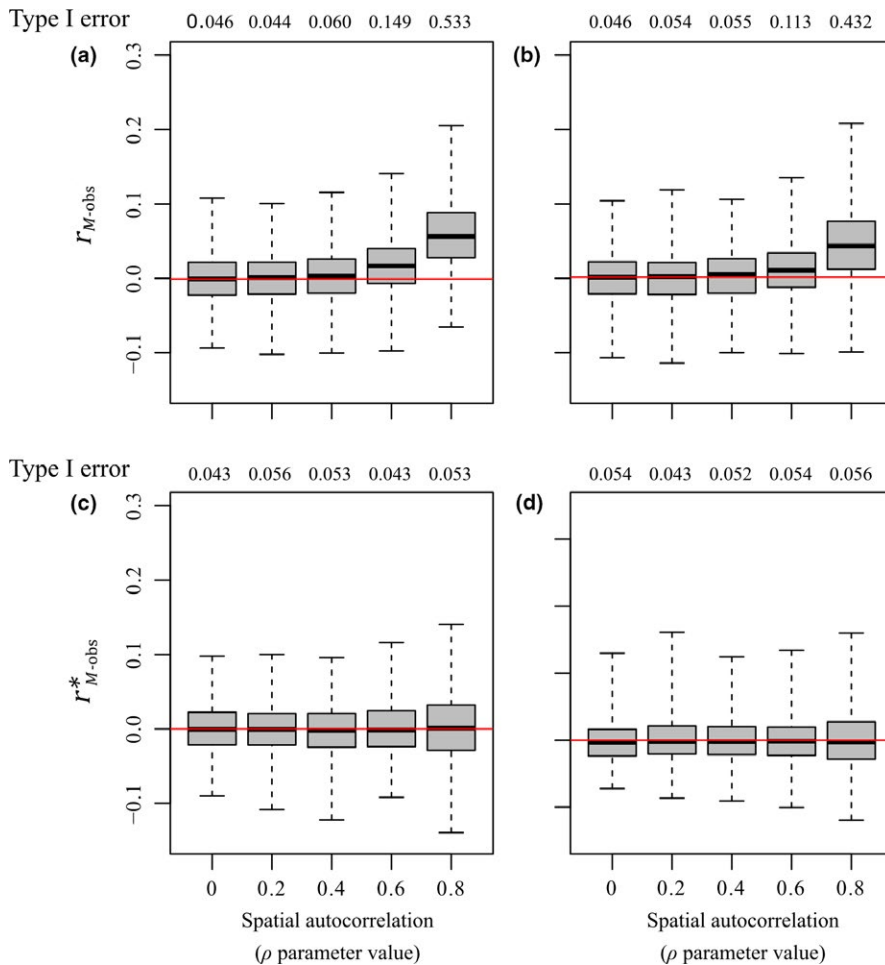 Type I error 0.046 0.044 0.060 0.149 0.533 0.046 0.054 0.055 0.113 0.432
(a) (b)
0.3
0.2
0.1
0.0
−0.1
r M-obs
Type I error 0.043 0.056 0.053 0.043 0.053 0.054 0.043 0.052 0.054 0.056
(c) (d)
0.3
0.2
0.1
0.0
−0.1
r* M-obs
0 0.2 0.4 0.6 0.8 0 0.2 0.4 0.6 0.8
Spatial autocorrelation Spatial autocorrelation
(ρ parameter value) (ρ parameter value)